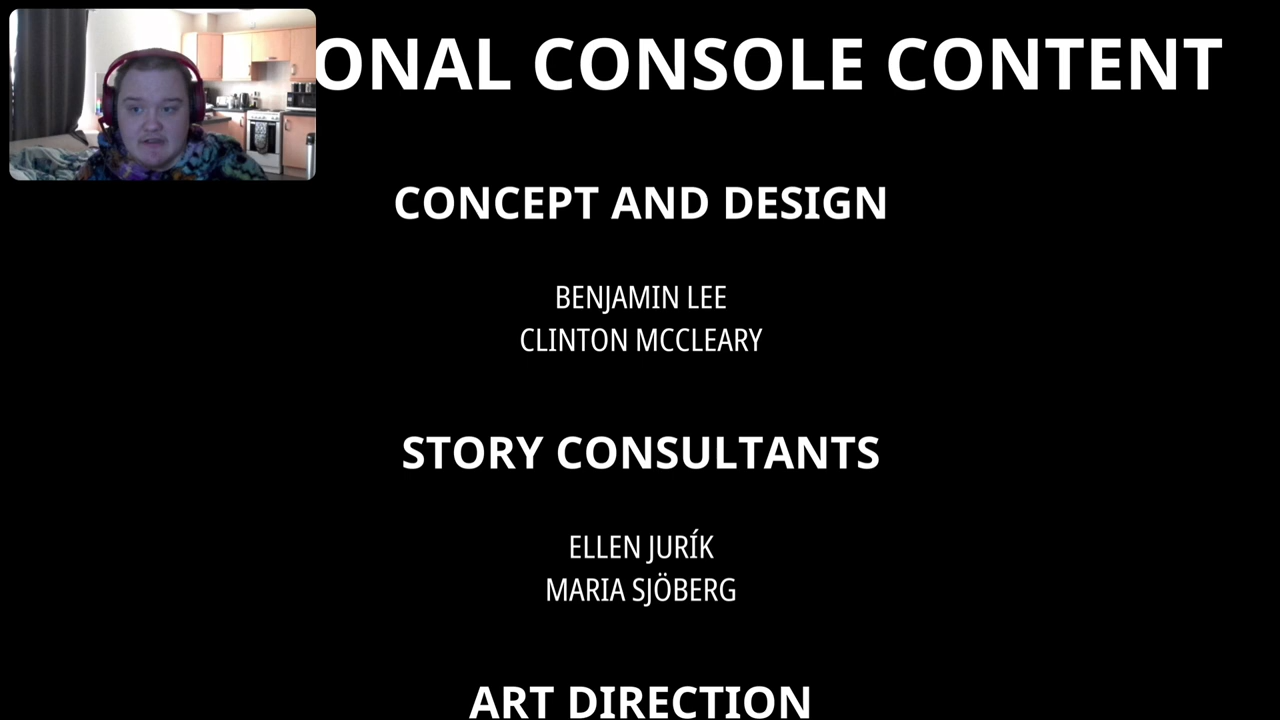 ONAL CONSOLE CONTENT
CONCEPT AND DESIGN
BENJAMIN LEE
CLINTON MCCLEARY
STORY CONSULTANTS
ELLEN JURÍK
MARIA SJÖBERG
ART DIRECTION